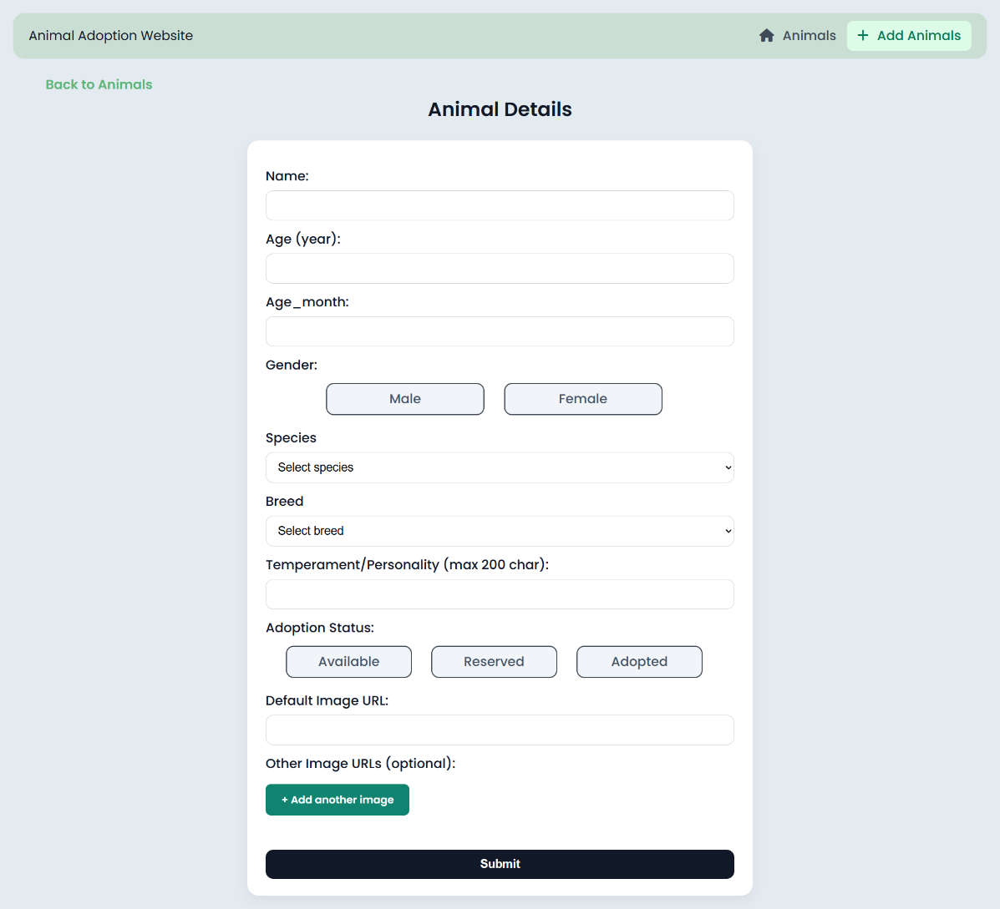 Animal Adoption Website
Animals
+ Add Animals
Back to Animals
Animal Details
Name:
Age (year):
Age_month:
Gender:
Male
Female
Species
Select species
Breed
Select breed
Temperament/Personality (max 200 char):
Adoption Status:
Available
Reserved
Adopted
Default Image URL:
Other Image URLs (optional):
+ Add another image
Submit